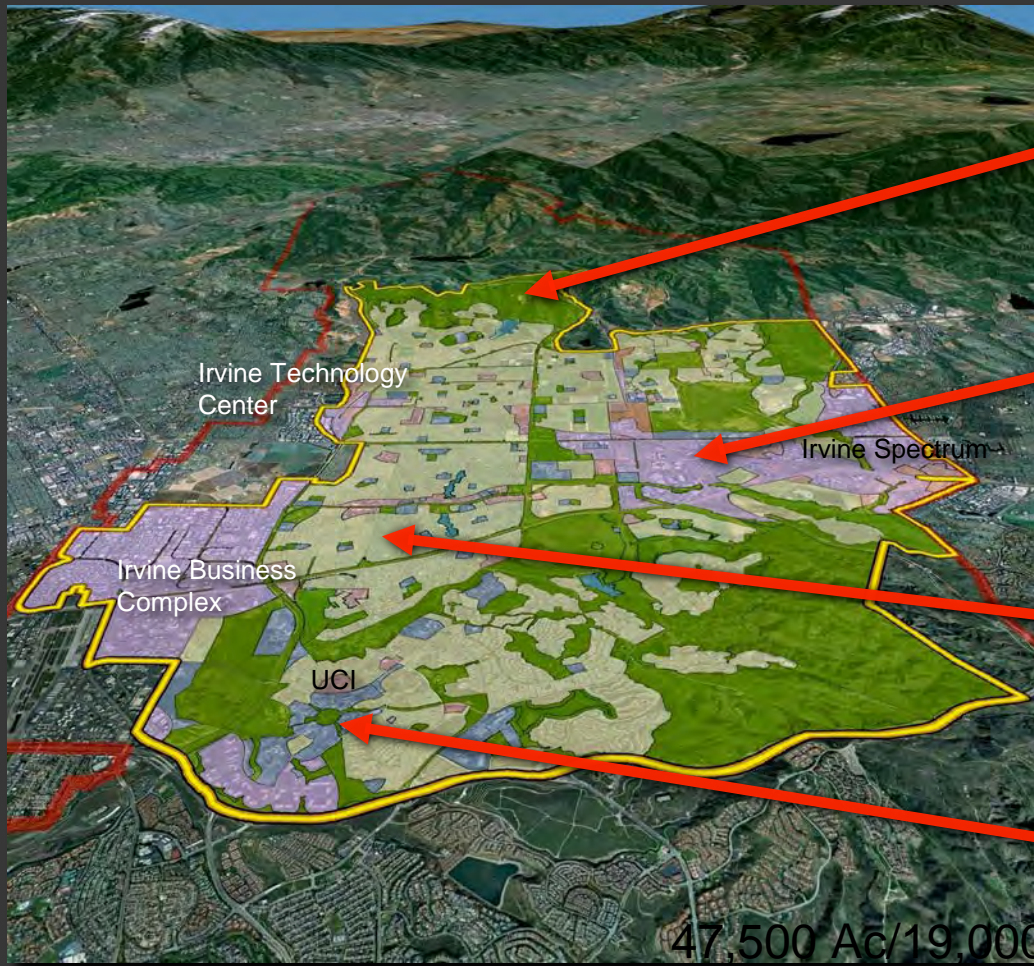 Irvine Technology
Center
Irvine Spectrum
Irvine Business
Complex
UCI
47,500 Ac/19,000